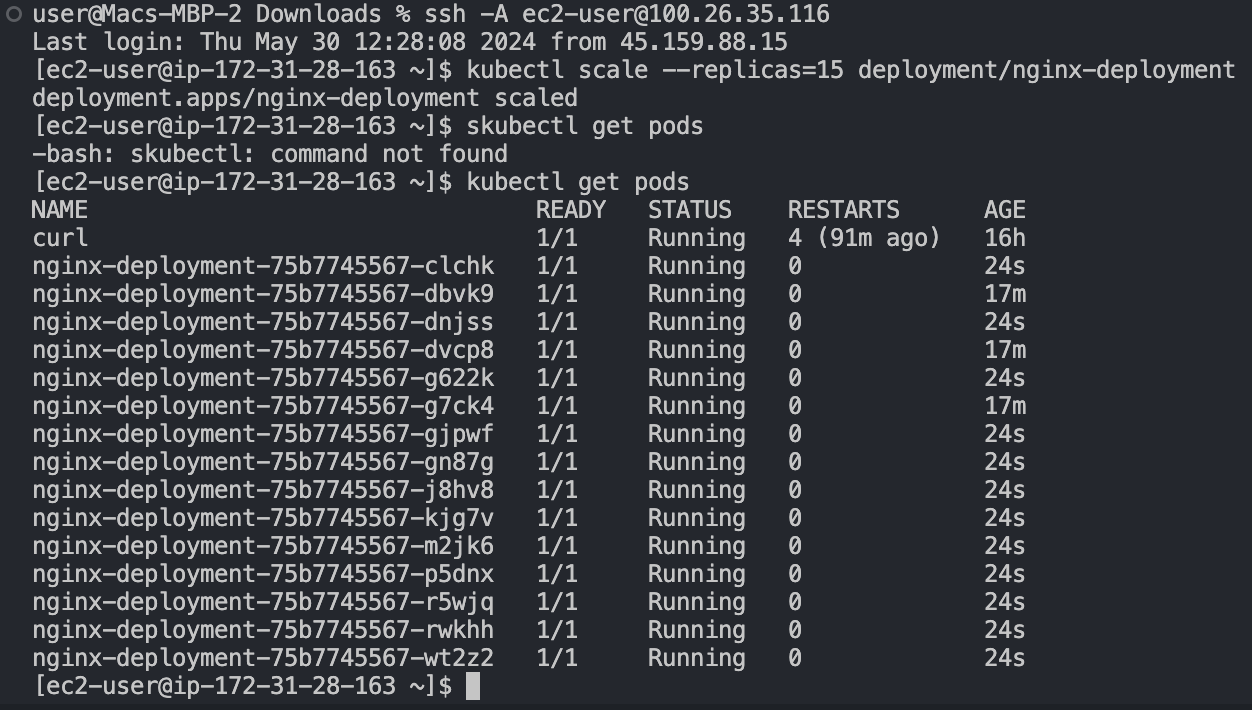 user@Macs-MBP-2 Downloads % ssh -A ec2-user@100.26.35.116
Last login: Thu May 30 12:28:08 2024 from 45.159.88.15
[ec2-user@ip-172-31-28-163 ~]$ kubectl scale --replicas=15 deployment/nginx-deployment
deployment.apps/nginx-deployment scaled
[ec2-user@ip-172-31-28-163 ~]$ skubectl get pods
-bash: skubectl: command not found
[ec2-user@ip-172-31-28-163 ~]$ kubectl get pods
NAME READY STATUS RESTARTS AGE
curl 1/1 Running 4 (91m ago) 16h
nginx-deployment-75b7745567-clchk 1/1 Running 0 24s
nginx-deployment-75b7745567-dbvk9 1/1 Running 0 17m
nginx-deployment-75b7745567-dnjss 1/1 Running 0 24s
nginx-deployment-75b7745567-dvcp8 1/1 Running 0 17m
nginx-deployment-75b7745567-g622k 1/1 Running 0 24s
nginx-deployment-75b7745567-g7ck4 1/1 Running 0 17m
nginx-deployment-75b7745567-gjpwf 1/1 Running 0 24s
nginx-deployment-75b7745567-gn87g 1/1 Running 0 24s
nginx-deployment-75b7745567-j8hv8 1/1 Running 0 24s
nginx-deployment-75b7745567-kjg7v 1/1 Running 0 24s
nginx-deployment-75b7745567-m2jk6 1/1 Running 0 24s
nginx-deployment-75b7745567-p5dnx 1/1 Running 0 24s
nginx-deployment-75b7745567-r5wjq 1/1 Running 0 24s
nginx-deployment-75b7745567-rwkhh 1/1 Running 0 24s
nginx-deployment-75b7745567-wt2z2 1/1 Running 0 24s
[ec2-user@ip-172-31-28-163 ~]$